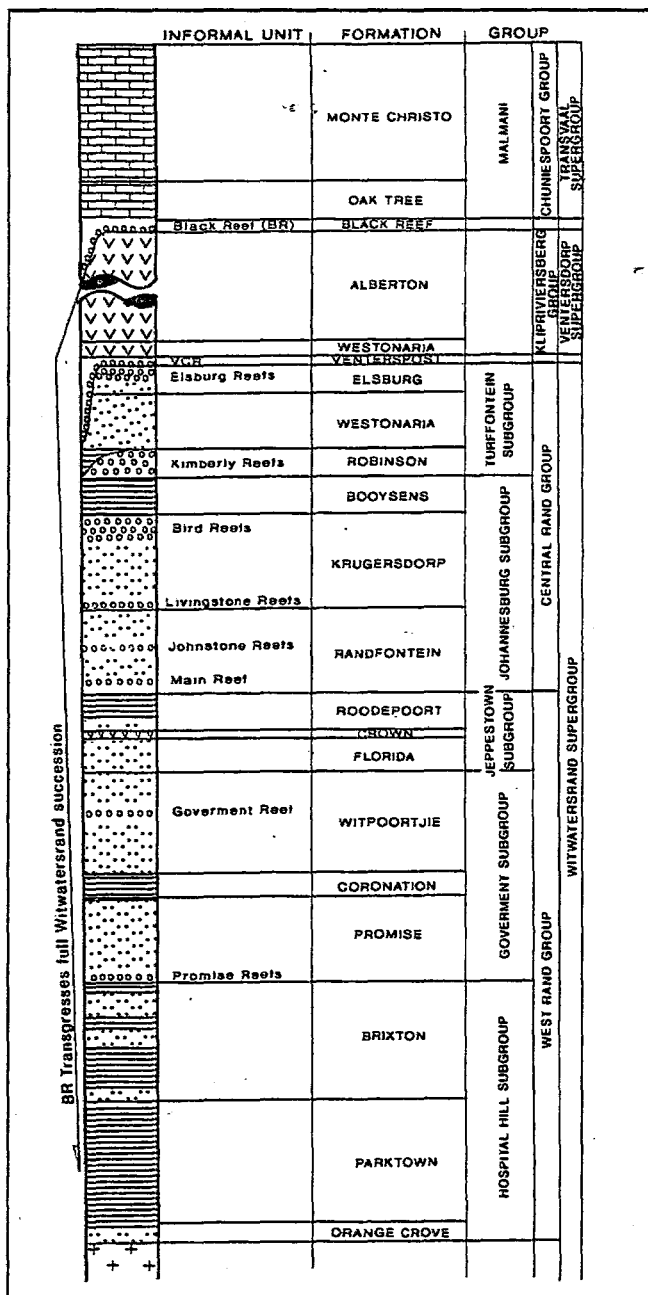 INFORMAL UNIT FORMATION GROUP
MONTE CHRISTO
MALMANI
CHUNIESPOORT GROUP
TRANSVAAL
SUPERGROUP
OAK TREE
Black Reef (BR) BLACK REEF
ALBERTON
KLIPRIVIERSBERG
GROUP
VENTERSDORP
SUPERGROUP
WESTONARIA
VCR VENTERSPOST
Elsburg Reefs ELSBURG
WESTONARIA
TURFFONTEIN
SUBGROUP
Kimberly Reefs ROBINSON
BOOYSENS
Bird Reefs
KRUGERSDORP
Livingstone Reefs
JOHANNESBURG SUBGROUP
CENTRAL RAND GROUP
Johnstone Reefs
RANDFONTEIN
Main Reef
ROODEPOORT
CROWN
FLORIDA
JEPPESTOWN
SUBGROUP
WITWATERSRAND SUPERGROUP
Goverment Reef
WITPOORTJIE
CORONATION
PROMISE
GOVERMENT SUBGROUP
Promise Reefs
WEST RAND GROUP
BRIXTON
HOSPITAL HILL SUBGROUP
PARKTOWN
ORANGE CROVE
BR Transgresses full Witwatersrand succession